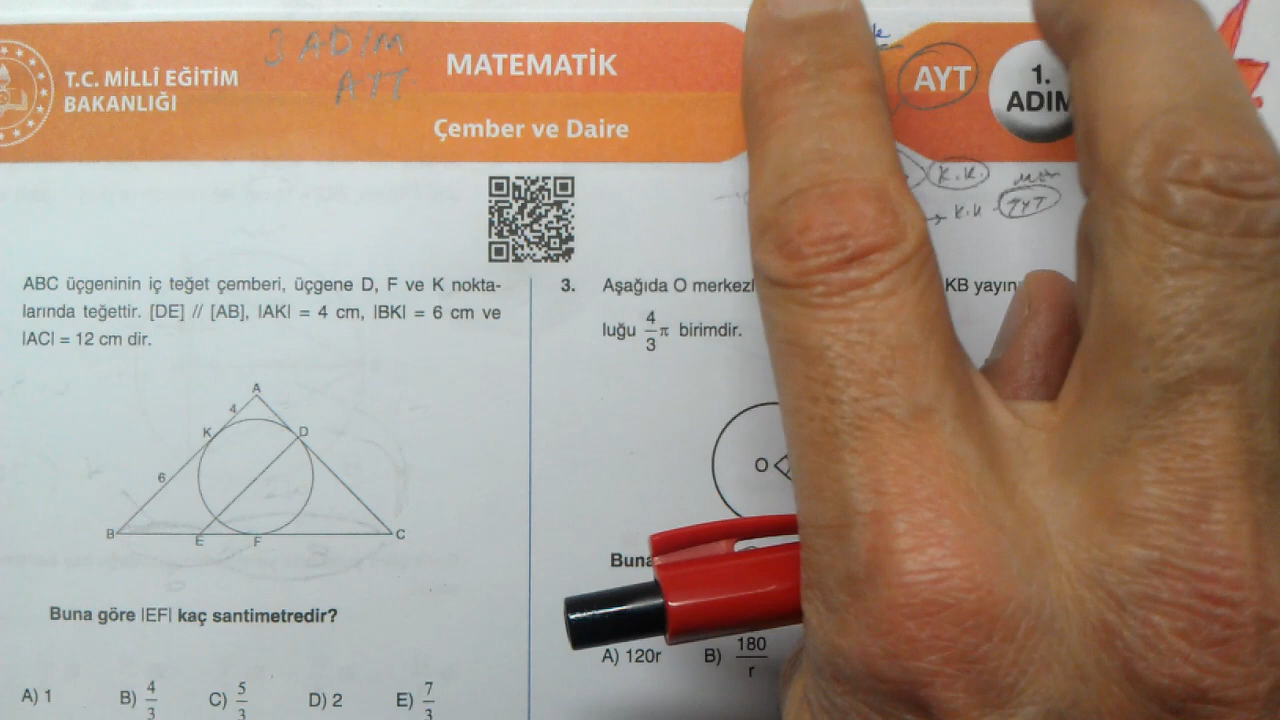 3 ADIM
AYT
T.C. MİLLÎ EĞİTİM
BAKANLIĞI
MATEMATİK
Çember ve Daire
AYT
1.
ADIM
K.K
K.K
TYT
ABC üçgeninin iç teğet çemberi, üçgene D, F ve K nokta-
larında teğettir. [DE] // [AB], |AK| = 4 cm, |BK| = 6 cm ve
|AC| = 12 cm dir.
A
4
K
D
6
B
E
F
C
Buna göre |EF| kaç santimetredir?
A) 1 B) 4/3 C) 5/3 D) 2 E) 7/3
3. Aşağıda O merkezl KB yayın
luğu 4/3 π birimdir.
O
Buna
A) 120r B) 180/r